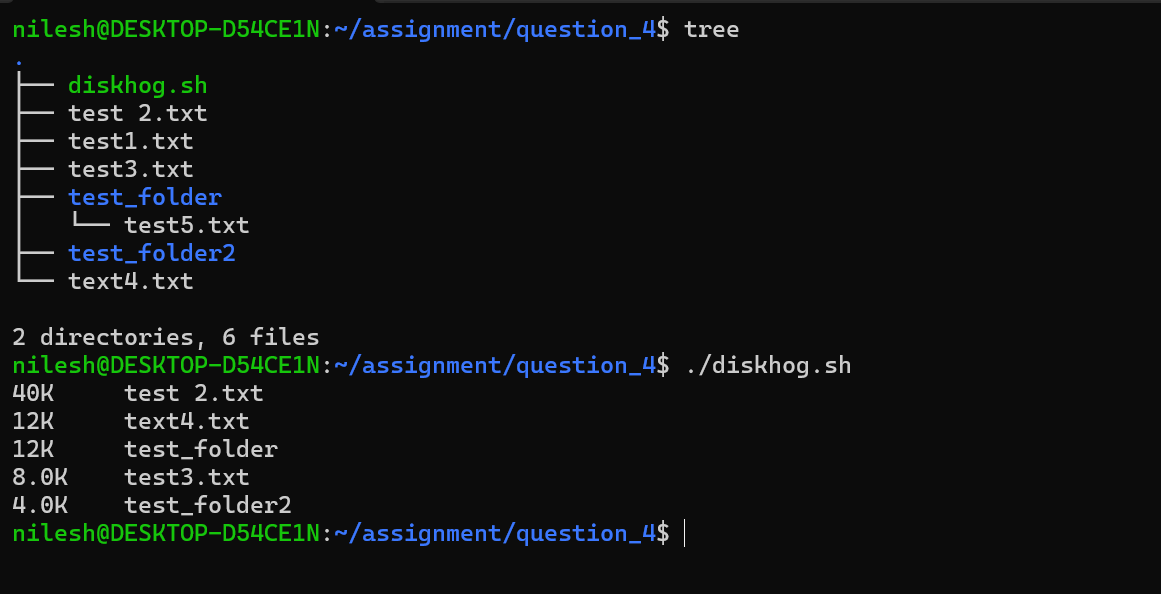 nilesh@DESKTOP-D54CE1N:~/assignment/question_4$ tree
.
├── diskhog.sh
├── test 2.txt
├── test1.txt
├── test3.txt
├── test_folder
│   └── test5.txt
├── test_folder2
└── text4.txt
2 directories, 6 files
nilesh@DESKTOP-D54CE1N:~/assignment/question_4$ ./diskhog.sh
40K     test 2.txt
12K     text4.txt
12K     test_folder
8.0K    test3.txt
4.0K    test_folder2
nilesh@DESKTOP-D54CE1N:~/assignment/question_4$